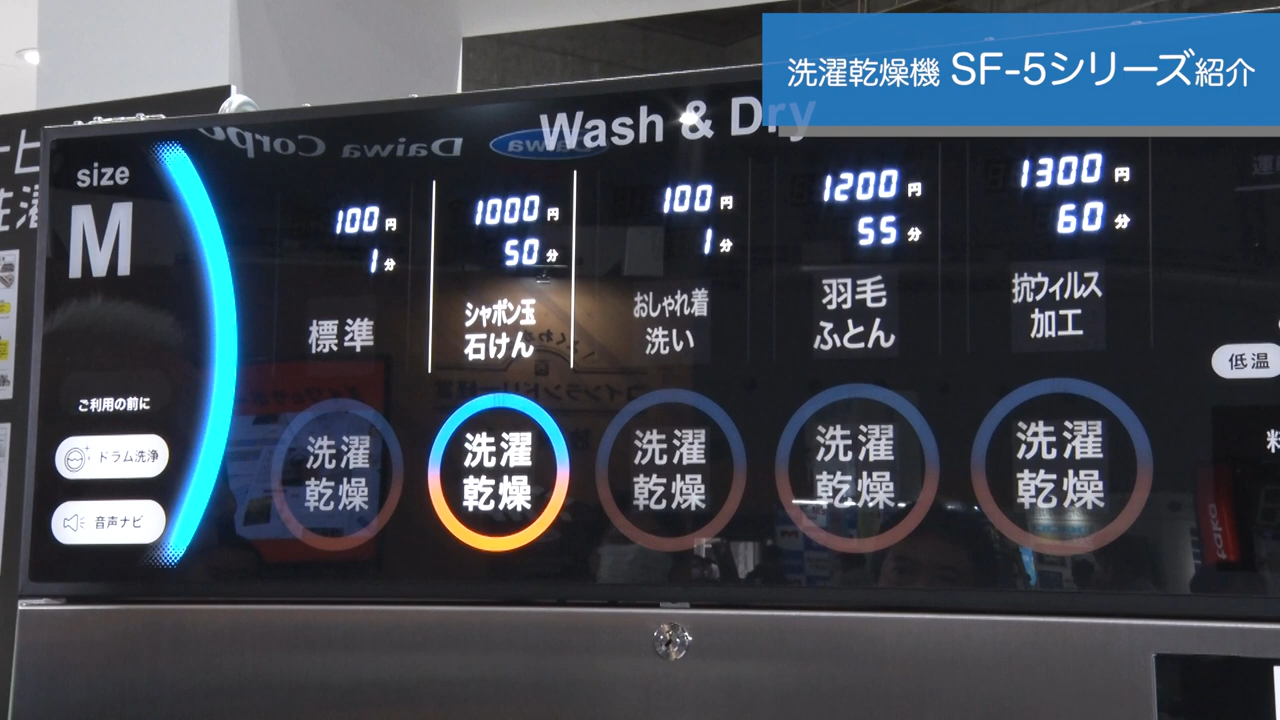 洗濯乾燥機 SF-5シリーズ紹介
Wash & Dry
Daiwa Corpo
Daiwa
size
M
ご利用の前に
ドラム洗浄
音声ナビ
100円
1分
標準
洗濯
乾燥
1000円
50分
シャボン玉
石けん
洗濯
乾燥
100円
1分
おしゃれ着
洗い
洗濯
乾燥
1200円
55分
羽毛
ふとん
洗濯
乾燥
1300円
60分
抗ウィルス
加工
洗濯
乾燥
低温